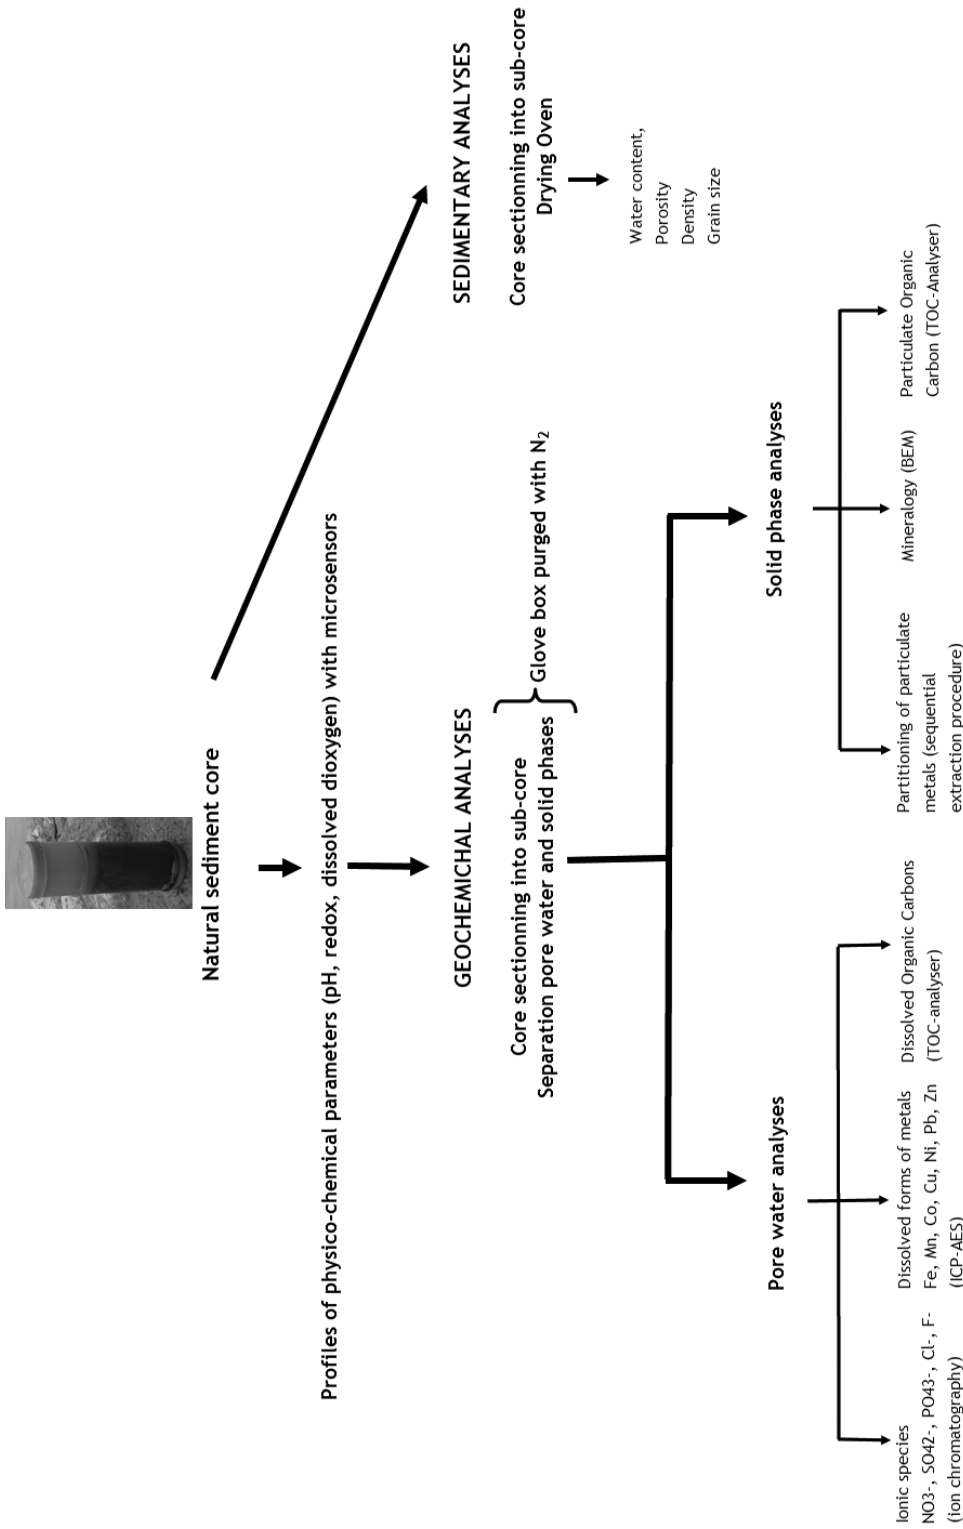 Natural sediment core
Profiles of physico-chemical parameters (pH, redox, dissolved dioxygen) with microsensors
GEOCHEMICHAL ANALYSES
Core sectionning into sub-core
Separation pore water and solid phases
Glove box purged with N₂
SEDIMENTARY ANALYSES
Core sectionning into sub-core
Drying Oven
Water content,
Porosity
Density
Grain size
Pore water analyses
Ionic species
NO3-, SO42-, PO43-, Cl-, F-
(ion chromatography)
Dissolved forms of metals
Fe, Mn, Co, Cu, Ni, Pb, Zn
(ICP-AES)
Dissolved Organic Carbons
(TOC-analyser)
Solid phase analyses
Partitioning of particulate
metals (sequential
extraction procedure)
Mineralogy (BEM)
Particulate Organic
Carbon (TOC-Analyser)